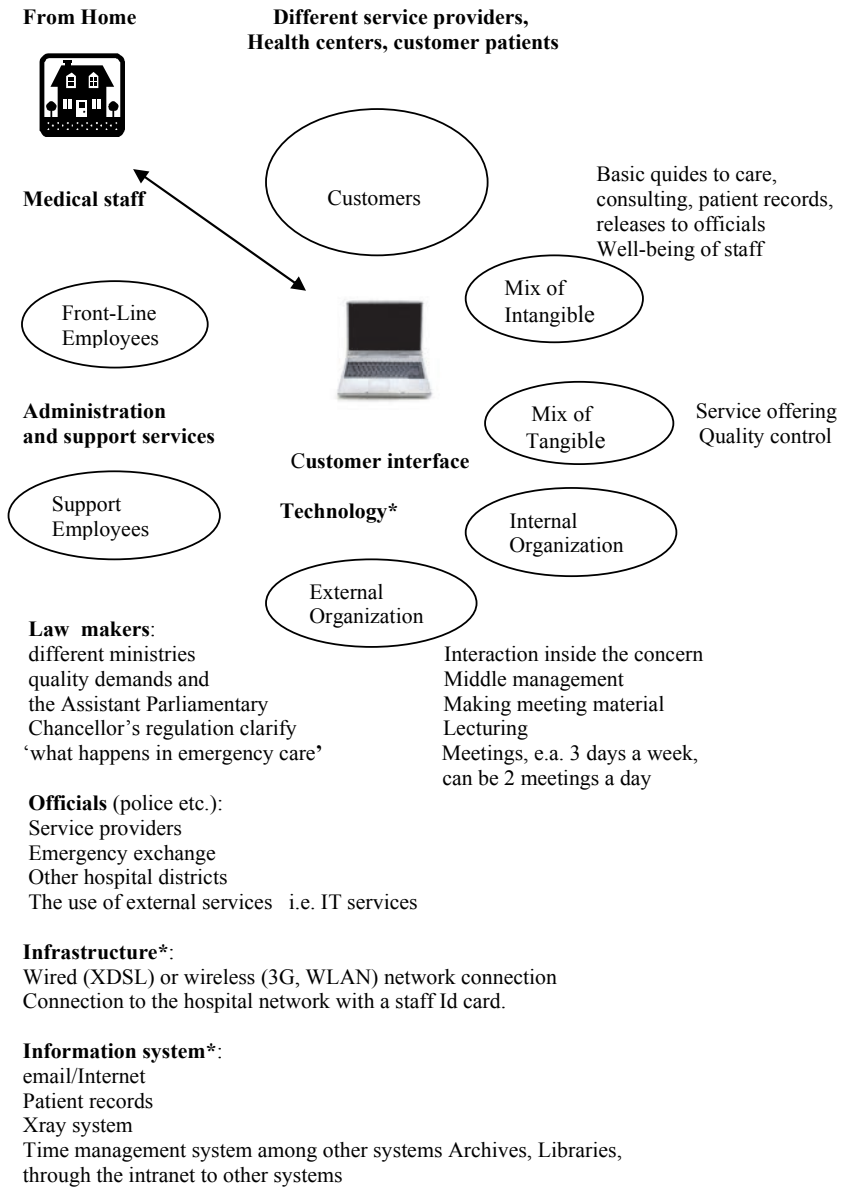 From Home
Different service providers,
Health centers, customer patients
Customers
Basic quides to care,
consulting, patient records,
releases to officials
Well-being of staff
Medical staff
Mix of
Intangible
Front-Line
Employees
Administration
and support services
Mix of
Tangible
Service offering
Quality control
Customer interface
Support
Employees
Technology*
Internal
Organization
External
Organization
Law makers:
different ministries
quality demands and
the Assistant Parliamentary
Chancellor’s regulation clarify
‘what happens in emergency care’
Interaction inside the concern
Middle management
Making meeting material
Lecturing
Meetings, e.a. 3 days a week,
can be 2 meetings a day
Officials (police etc.):
Service providers
Emergency exchange
Other hospital districts
The use of external services i.e. IT services
Infrastructure*:
Wired (XDSL) or wireless (3G, WLAN) network connection
Connection to the hospital network with a staff Id card.
Information system*:
email/Internet
Patient records
Xray system
Time management system among other systems Archives, Libraries,
through the intranet to other systems